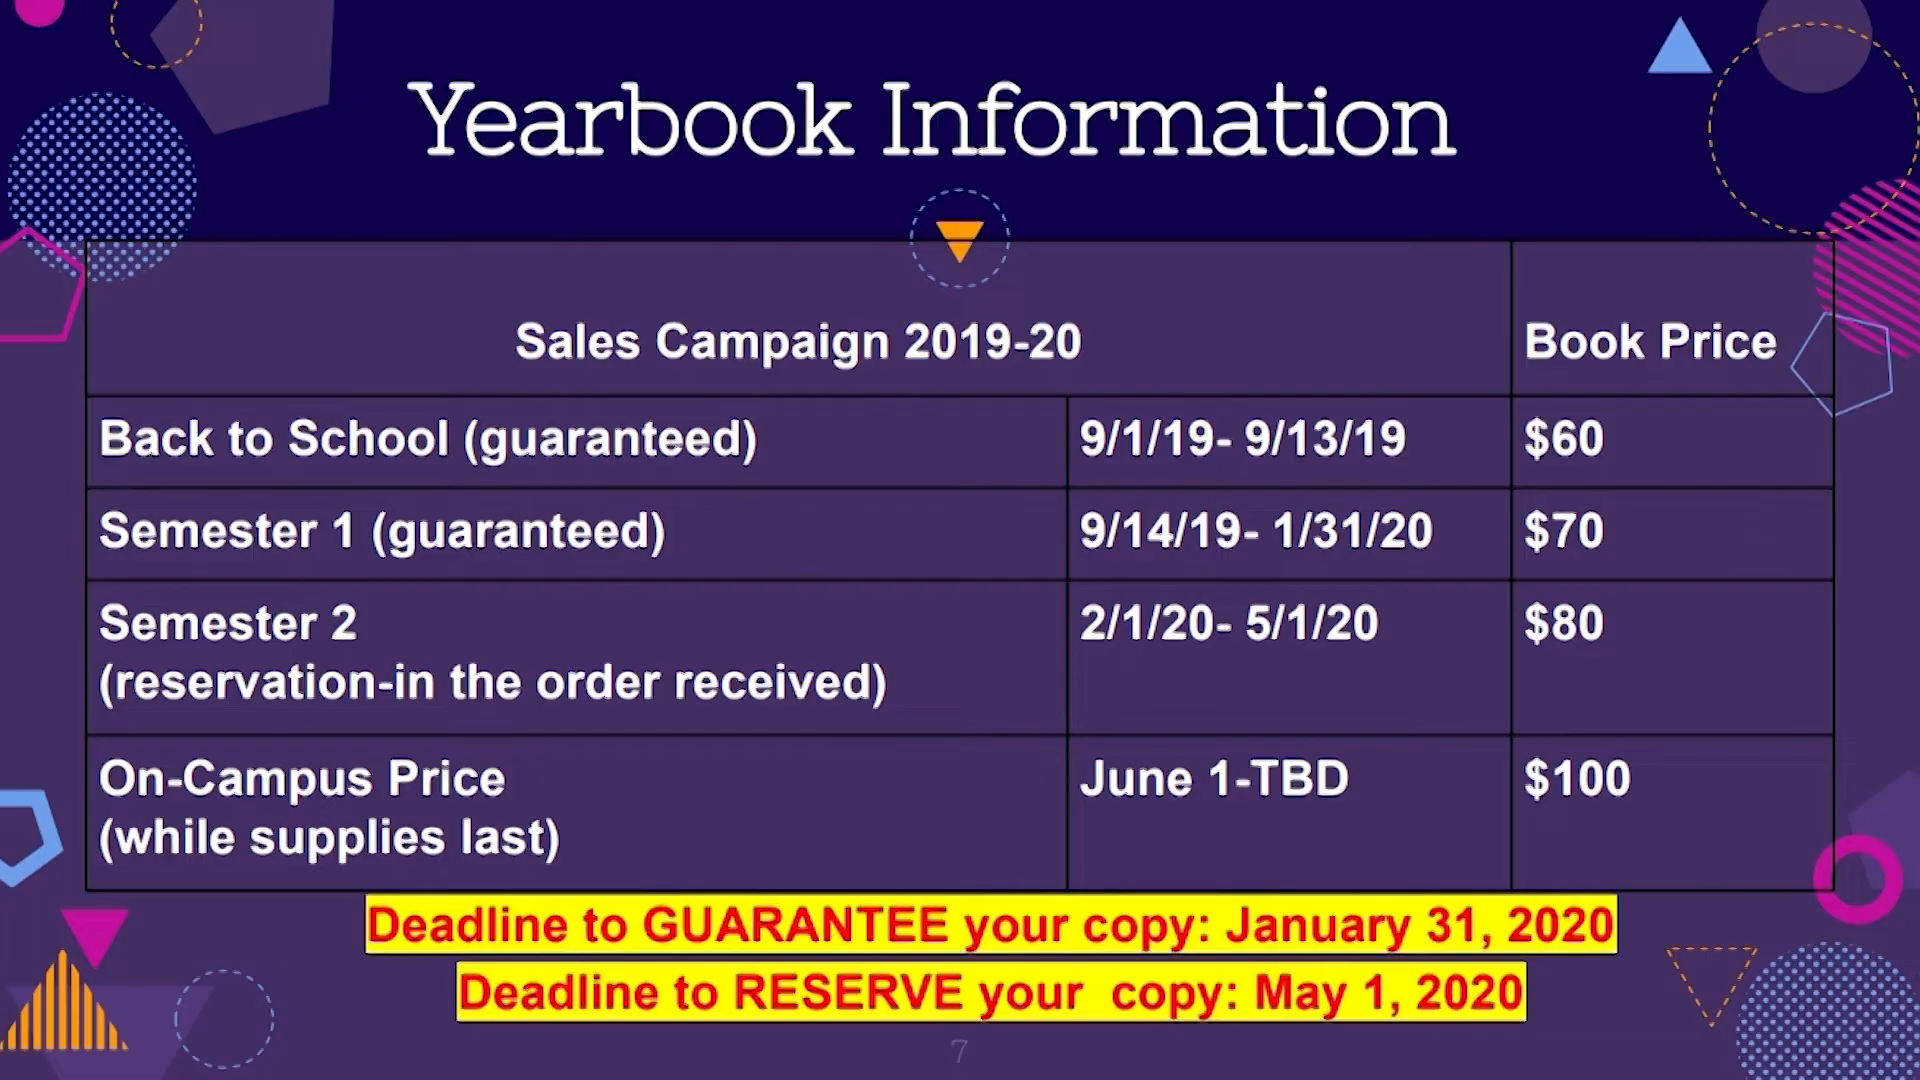 Yearbook Information
Sales Campaign 2019-20 Book Price
Back to School (guaranteed) 9/1/19- 9/13/19 $60
Semester 1 (guaranteed) 9/14/19- 1/31/20 $70
Semester 2 2/1/20- 5/1/20 $80
(reservation-in the order received)
On-Campus Price June 1-TBD $100
(while supplies last)
Deadline to GUARANTEE your copy: January 31, 2020
Deadline to RESERVE your  copy: May 1, 2020
7